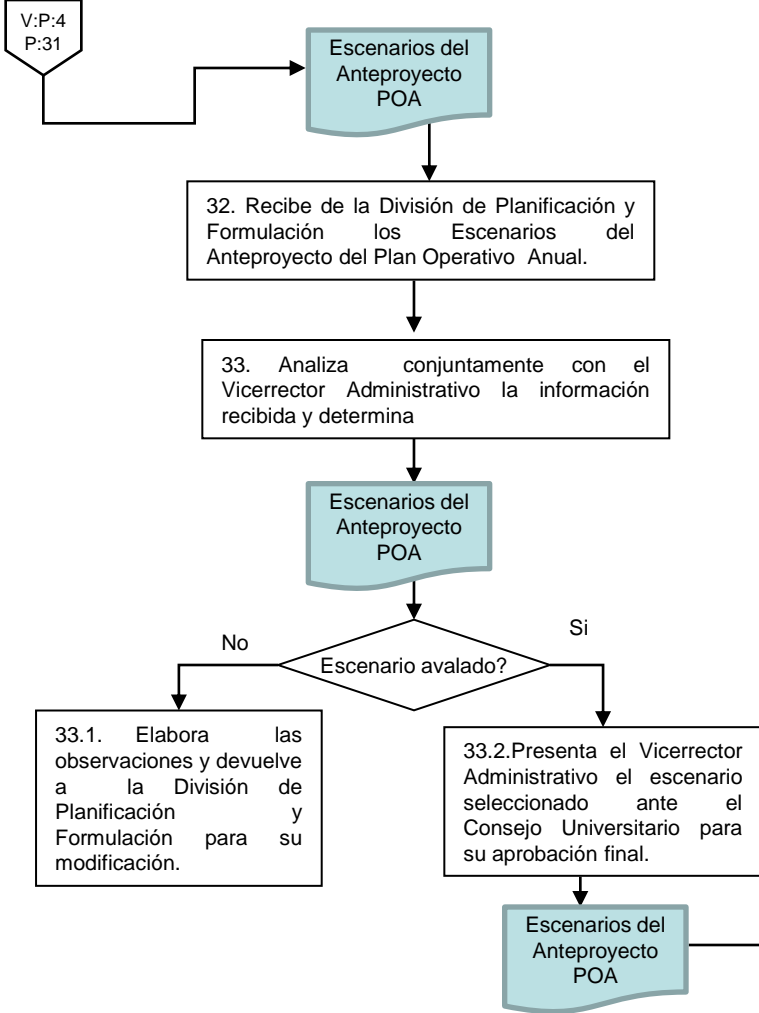 V:P:4
P:31
Escenarios del
Anteproyecto
POA
32. Recibe de la División de Planificación y
Formulación los Escenarios del
Anteproyecto del Plan Operativo Anual.
33. Analiza conjuntamente con el
Vicerrector Administrativo la información
recibida y determina
Escenarios del
Anteproyecto
POA
Escenario avalado?
No
Si
33.1. Elabora las
observaciones y devuelve
a la División de
Planificación y
Formulación para su
modificación.
33.2.Presenta el Vicerrector
Administrativo el escenario
seleccionado ante el
Consejo Universitario para
su aprobación final.
Escenarios del
Anteproyecto
POA